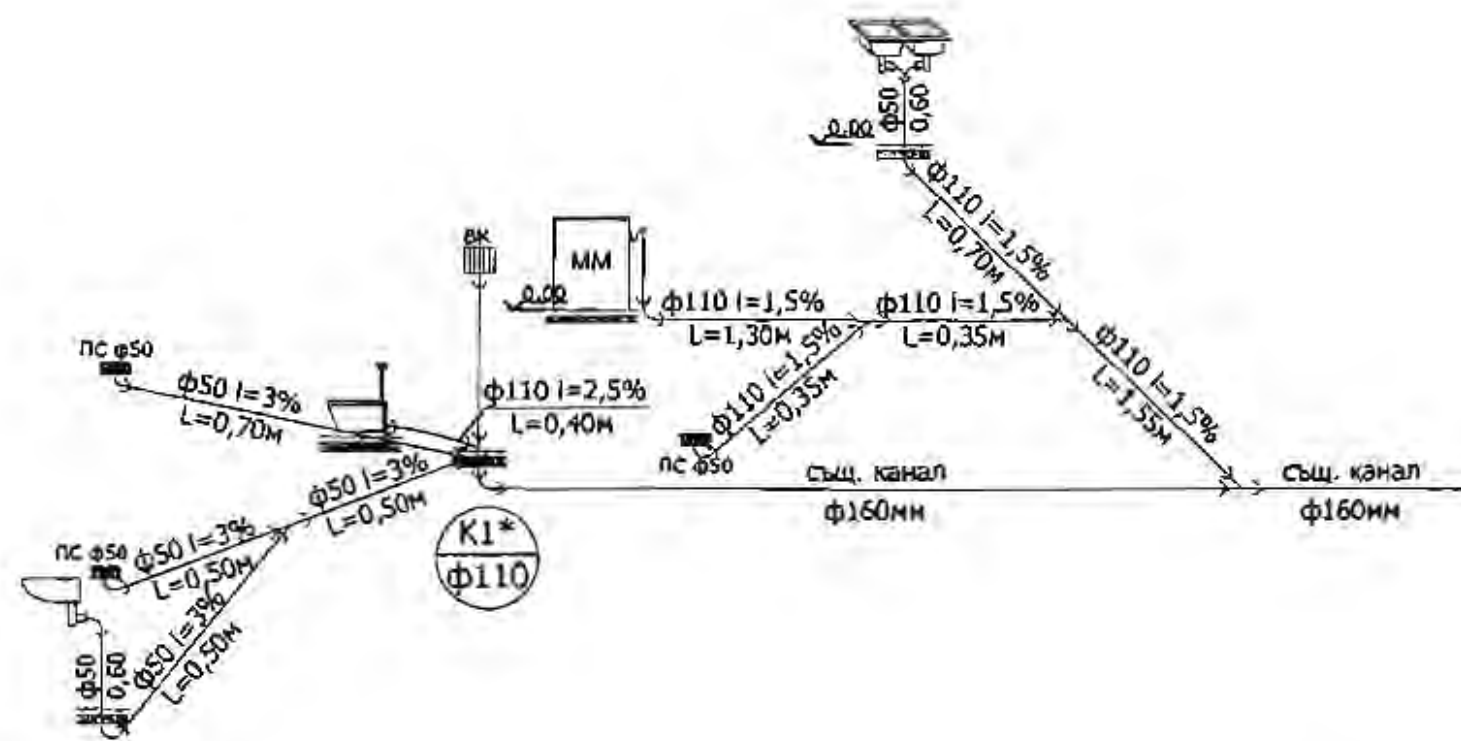 ф50
0,60
0.00
ф110 i=1,5%
L=0,70м
ВК
ММ
0.00
ф110 i=1,5%
L=1,30м
ф110 i=1,5%
L=0,35м
ф110 i=1,5%
L=1,55м
ПС ф50
ф50 i=3%
L=0,70м
ф110 i=2,5%
L=0,40м
ф110 i=1,5%
L=0,35м
ПС ф50
същ. канал
ф160мм
същ. канал
ф160мм
ф50 i=3%
L=0,50м
К1*
ф110
ПС ф50
ф50 i=3%
L=0,50м
ф50 i=3%
L=0,50м
ф50
0,60